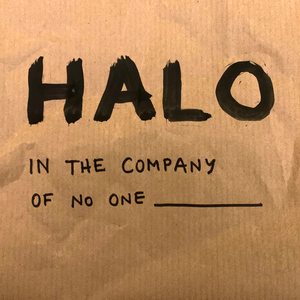 HALO
IN THE COMPANY
OF NO ONE